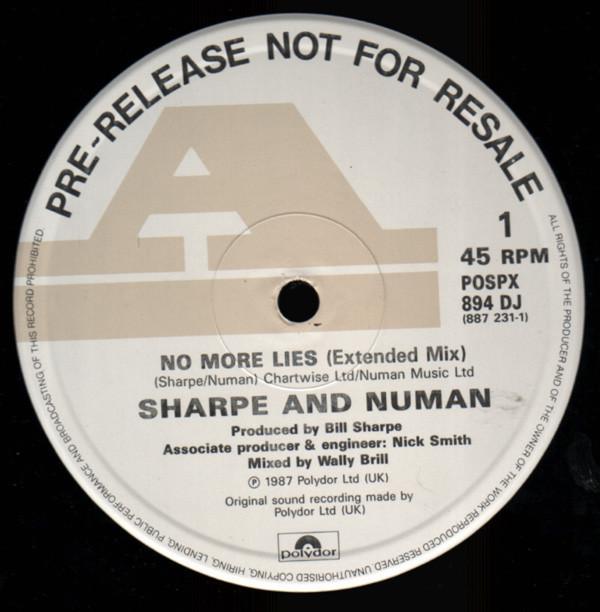 PRE-RELEASE NOT FOR RESALE
A
1
45 RPM
POSPX
894 DJ
(887 231-1)
NO MORE LIES (Extended Mix)
(Sharpe/Numan) Chartwise Ltd/Numan Music Ltd
SHARPE AND NUMAN
Produced by Bill Sharpe
Associate producer & engineer: Nick Smith
Mixed by Wally Brill
℗ 1987 Polydor Ltd (UK)
Original sound recording made by
Polydor Ltd (UK)
polydor
ALL RIGHTS OF THE PRODUCER AND OF THE OWNER OF THE WORK REPRODUCED RESERVED. UNAUTHORISED COPYING, HIRING, LENDING, PUBLIC PERFORMANCE AND BROADCASTING OF THIS RECORD PROHIBITED.